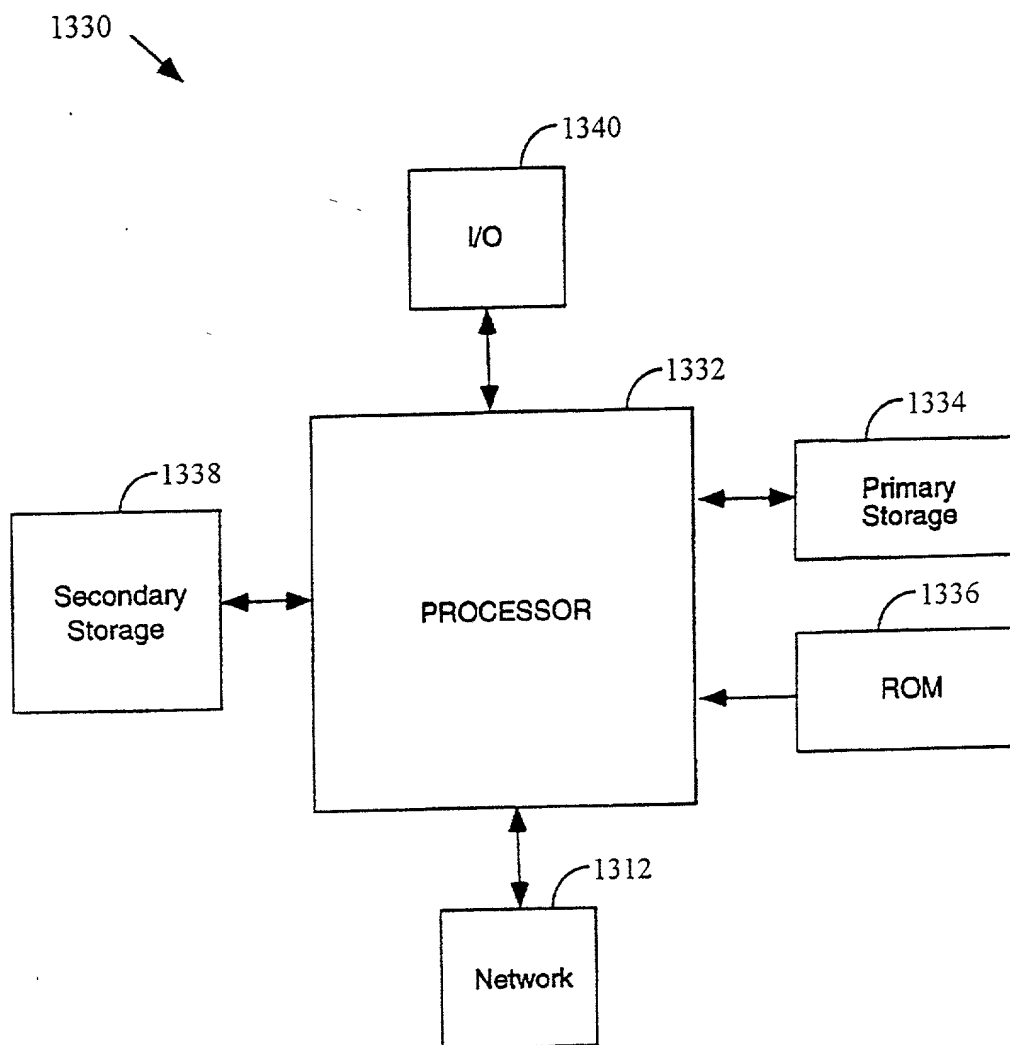 1330
1340
I/O
1332
1334
Primary
Storage
1338
Secondary
Storage
PROCESSOR
1336
ROM
1312
Network